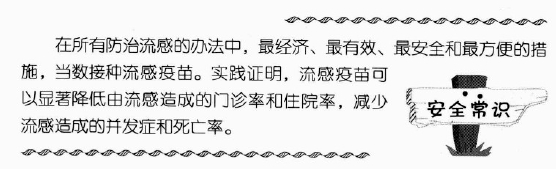 在所有防治流感的办法中，最经济、最有效、最安全和最方便的措
施，当数接种流感疫苗。实践证明，流感疫苗可
以显著降低由流感造成的门诊率和住院率，减少
流感造成的并发症和死亡率。
安全常识